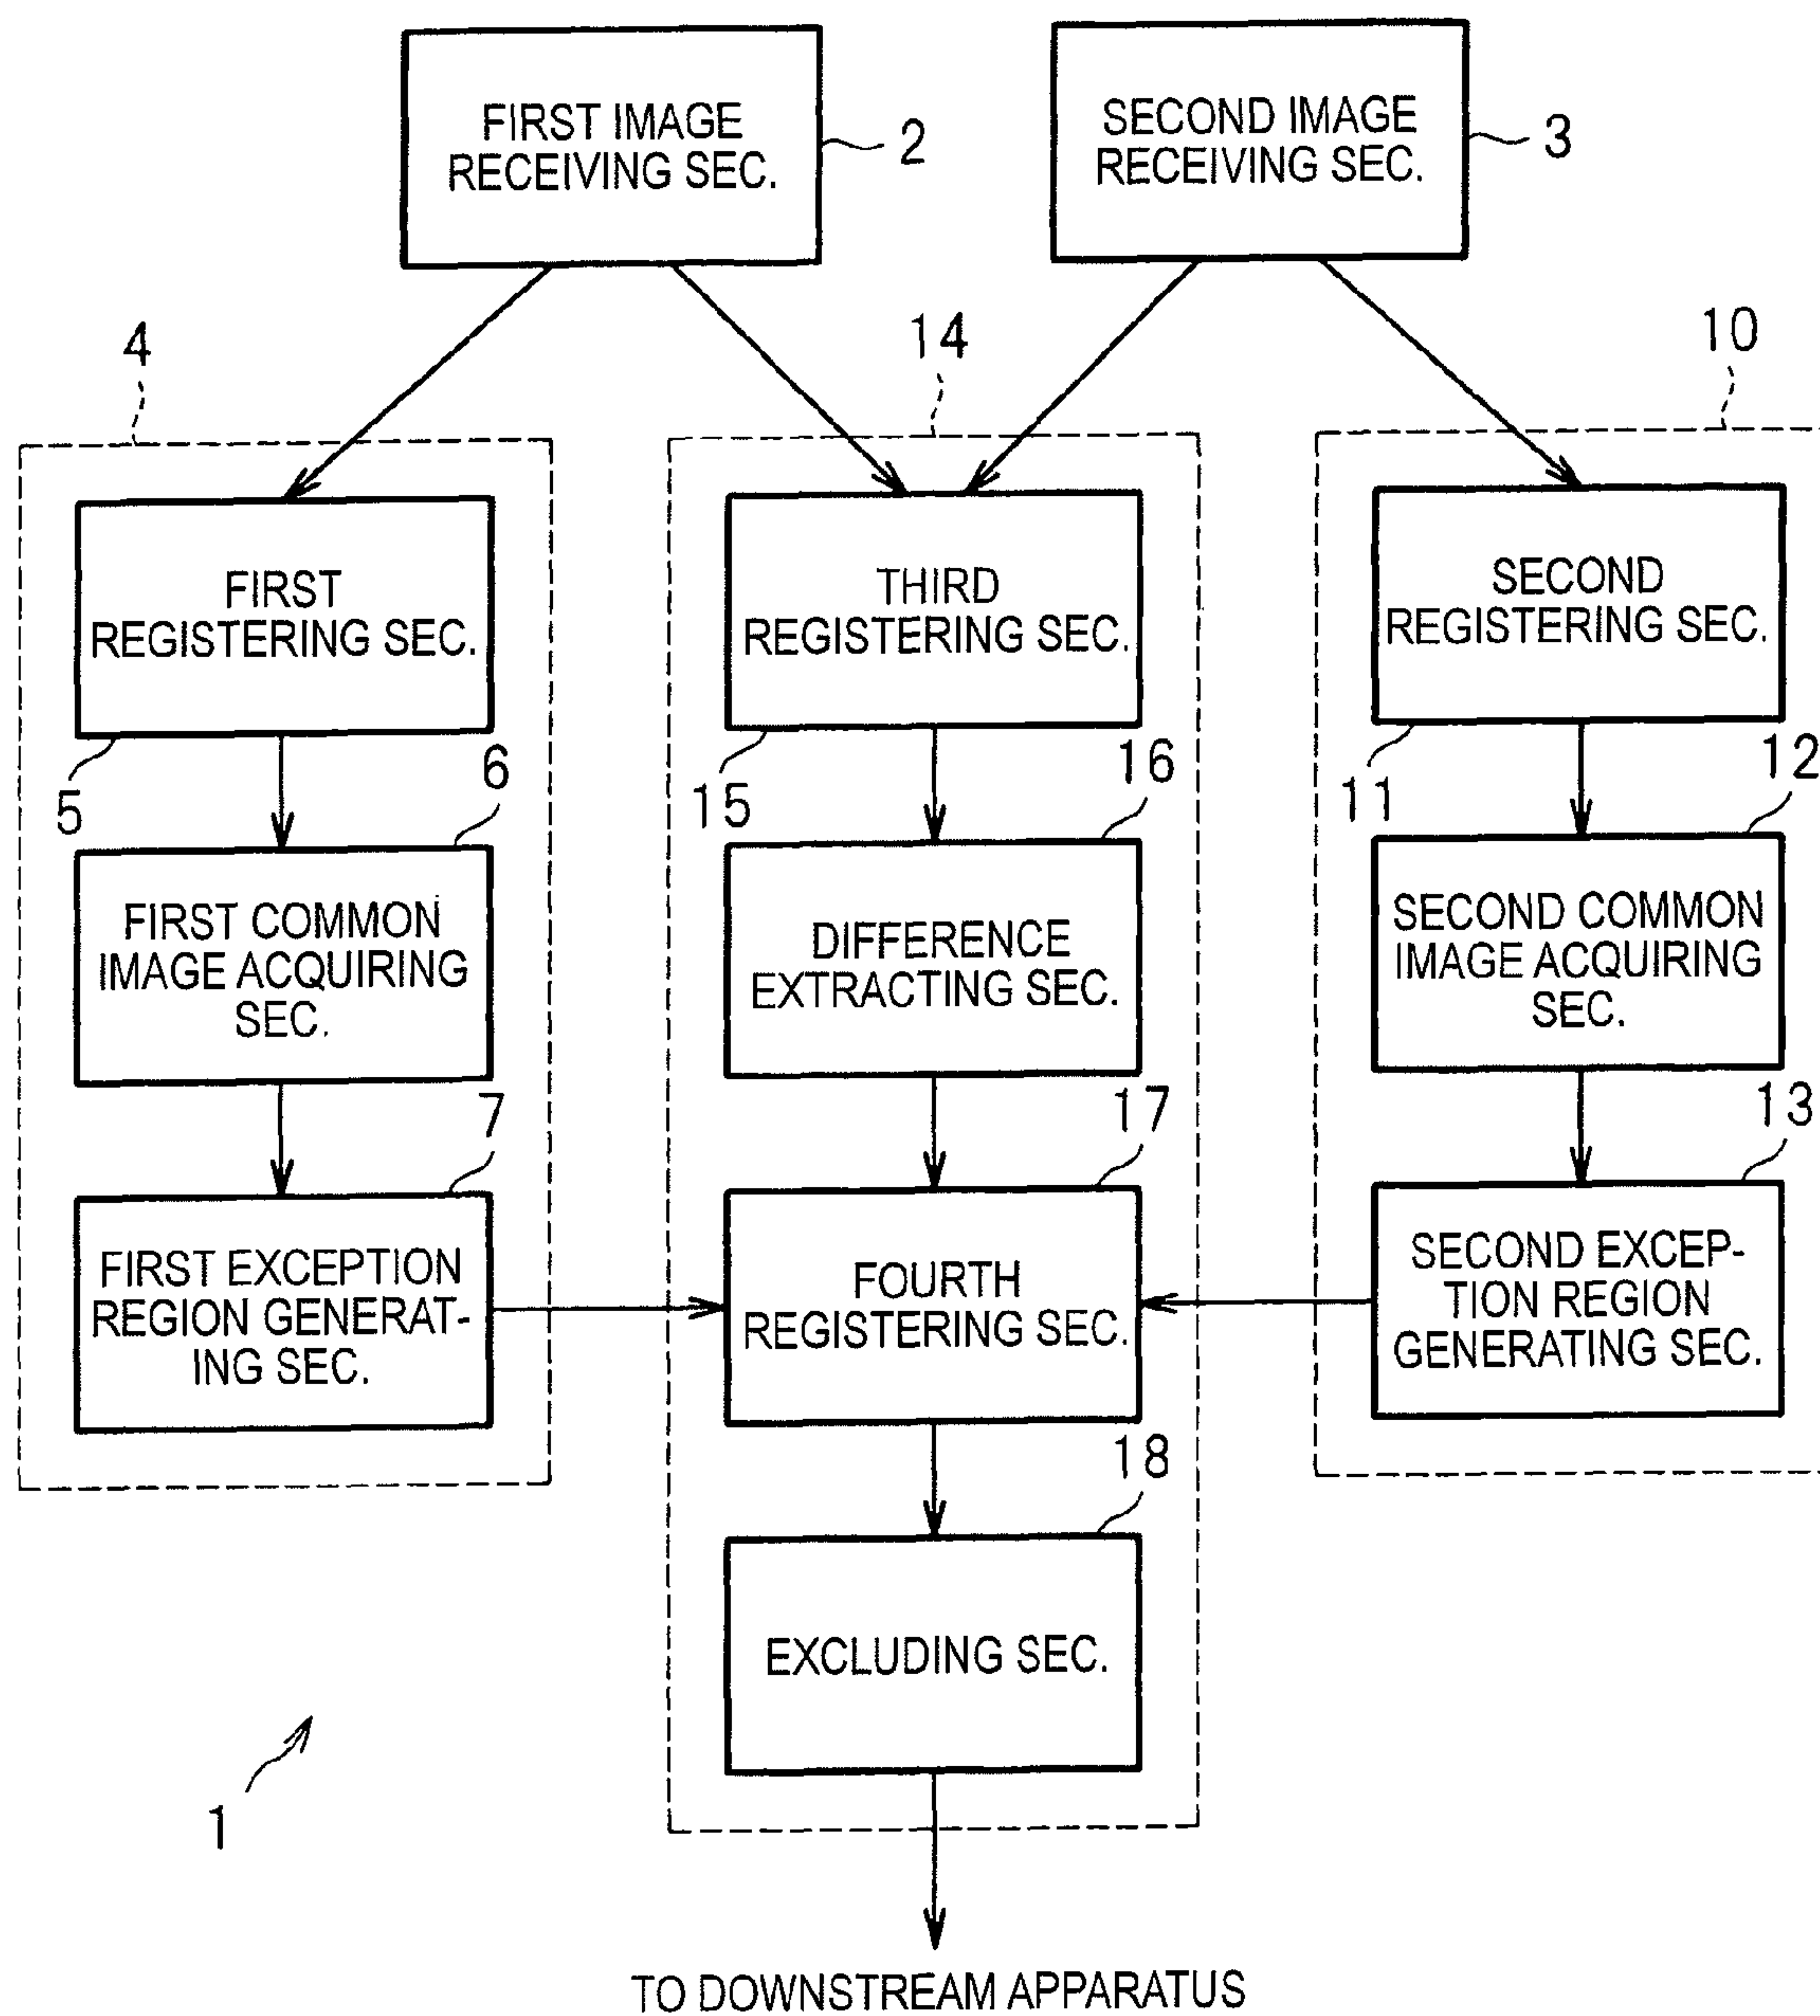 FIRST IMAGE
RECEIVING SEC.
2
SECOND IMAGE
RECEIVING SEC.
3
4
14
10
FIRST
REGISTERING SEC.
5
THIRD
REGISTERING SEC.
15
SECOND
REGISTERING SEC.
11
6
FIRST COMMON
IMAGE ACQUIRING
SEC.
16
DIFFERENCE
EXTRACTING SEC.
12
SECOND COMMON
IMAGE ACQUIRING
SEC.
7
FIRST EXCEPTION
REGION GENERAT-
ING SEC.
17
FOURTH
REGISTERING SEC.
13
SECOND EXCEP-
TION REGION
GENERATING SEC.
18
EXCLUDING SEC.
1
TO DOWNSTREAM APPARATUS